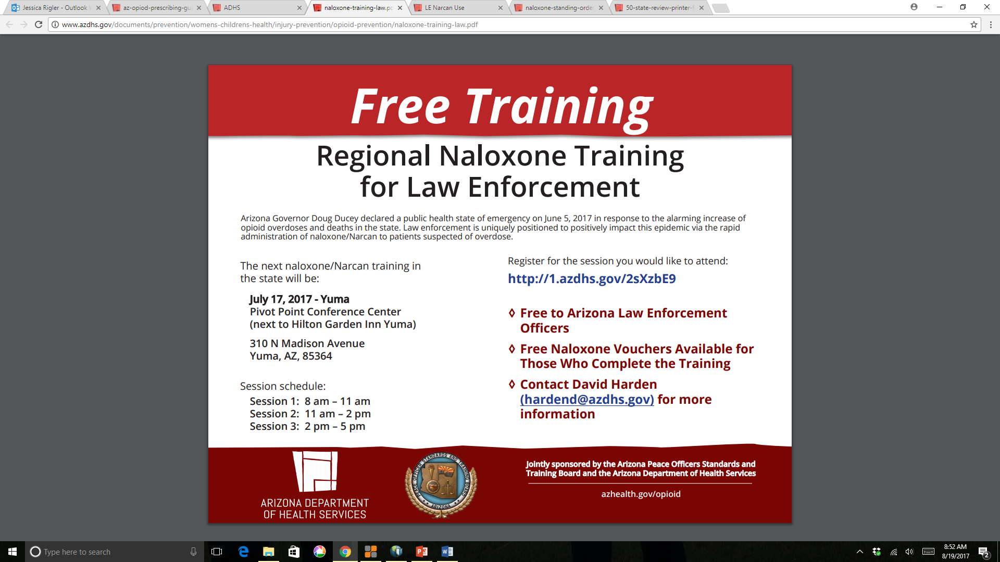 Jessica Rigler - Outlook
az-opiod-prescribing-gu
ADHS
naloxone-training-law.p
LE Narcan Use
naloxone-standing-orde
50-state-review-printer-f
www.azdhs.gov/documents/prevention/womens-childrens-health/injury-prevention/opioid-prevention/naloxone-training-law.pdf
Free Training
Regional Naloxone Training
for Law Enforcement
Arizona Governor Doug Ducey declared a public health state of emergency on June 5, 2017 in response to the alarming increase of
opioid overdoses and deaths in the state. Law enforcement is uniquely positioned to positively impact this epidemic via the rapid
administration of naloxone/Narcan to patients suspected of overdose.
The next naloxone/Narcan training in
the state will be:
July 17, 2017 - Yuma
Pivot Point Conference Center
(next to Hilton Garden Inn Yuma)
310 N Madison Avenue
Yuma, AZ, 85364
Session schedule:
Session 1: 8 am – 11 am
Session 2: 11 am – 2 pm
Session 3: 2 pm – 5 pm
Register for the session you would like to attend:
http://1.azdhs.gov/2sXzbE9
◊ Free to Arizona Law Enforcement
Officers
◊ Free Naloxone Vouchers Available for
Those Who Complete the Training
◊ Contact David Harden
(hardend@azdhs.gov) for more
information
ARIZONA DEPARTMENT
OF HEALTH SERVICES
PEACE OFFICER STANDARDS AND TRAINING BOARD
ARIZONA
Jointly sponsored by the Arizona Peace Officers Standards and
Training Board and the Arizona Department of Health Services
azhealth.gov/opioid
Type here to search
8:52 AM
8/19/2017
2